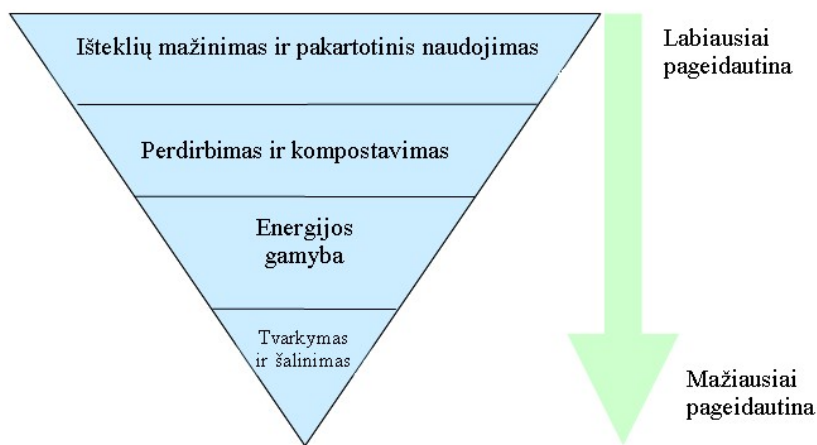 Išteklių mažinimas ir pakartotinis naudojimas
Labiausiai
pageidautina
Perdirbimas ir kompostavimas
Energijos
gamyba
Tvarkymas
ir šalinimas
Mažiausiai
pageidautina